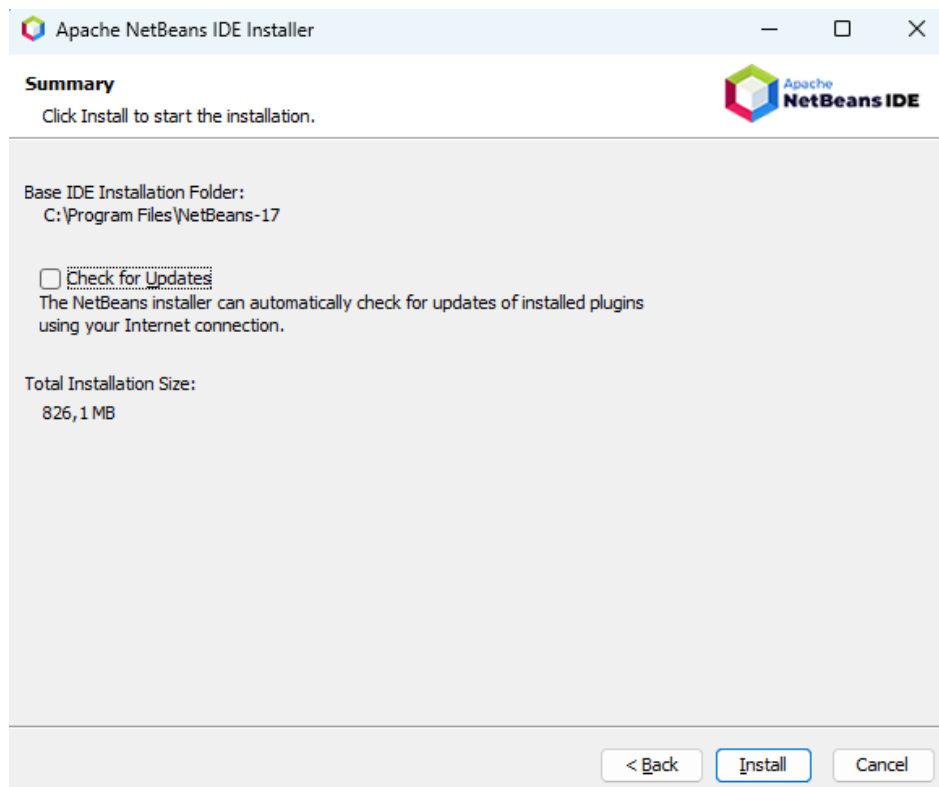 Apache NetBeans IDE Installer
Summary
Click Install to start the installation.
Apache
NetBeans IDE
Base IDE Installation Folder:
C:\Program Files\NetBeans-17
Check for Updates
The NetBeans installer can automatically check for updates of installed plugins
using your Internet connection.
Total Installation Size:
826,1 MB
< Back Install Cancel